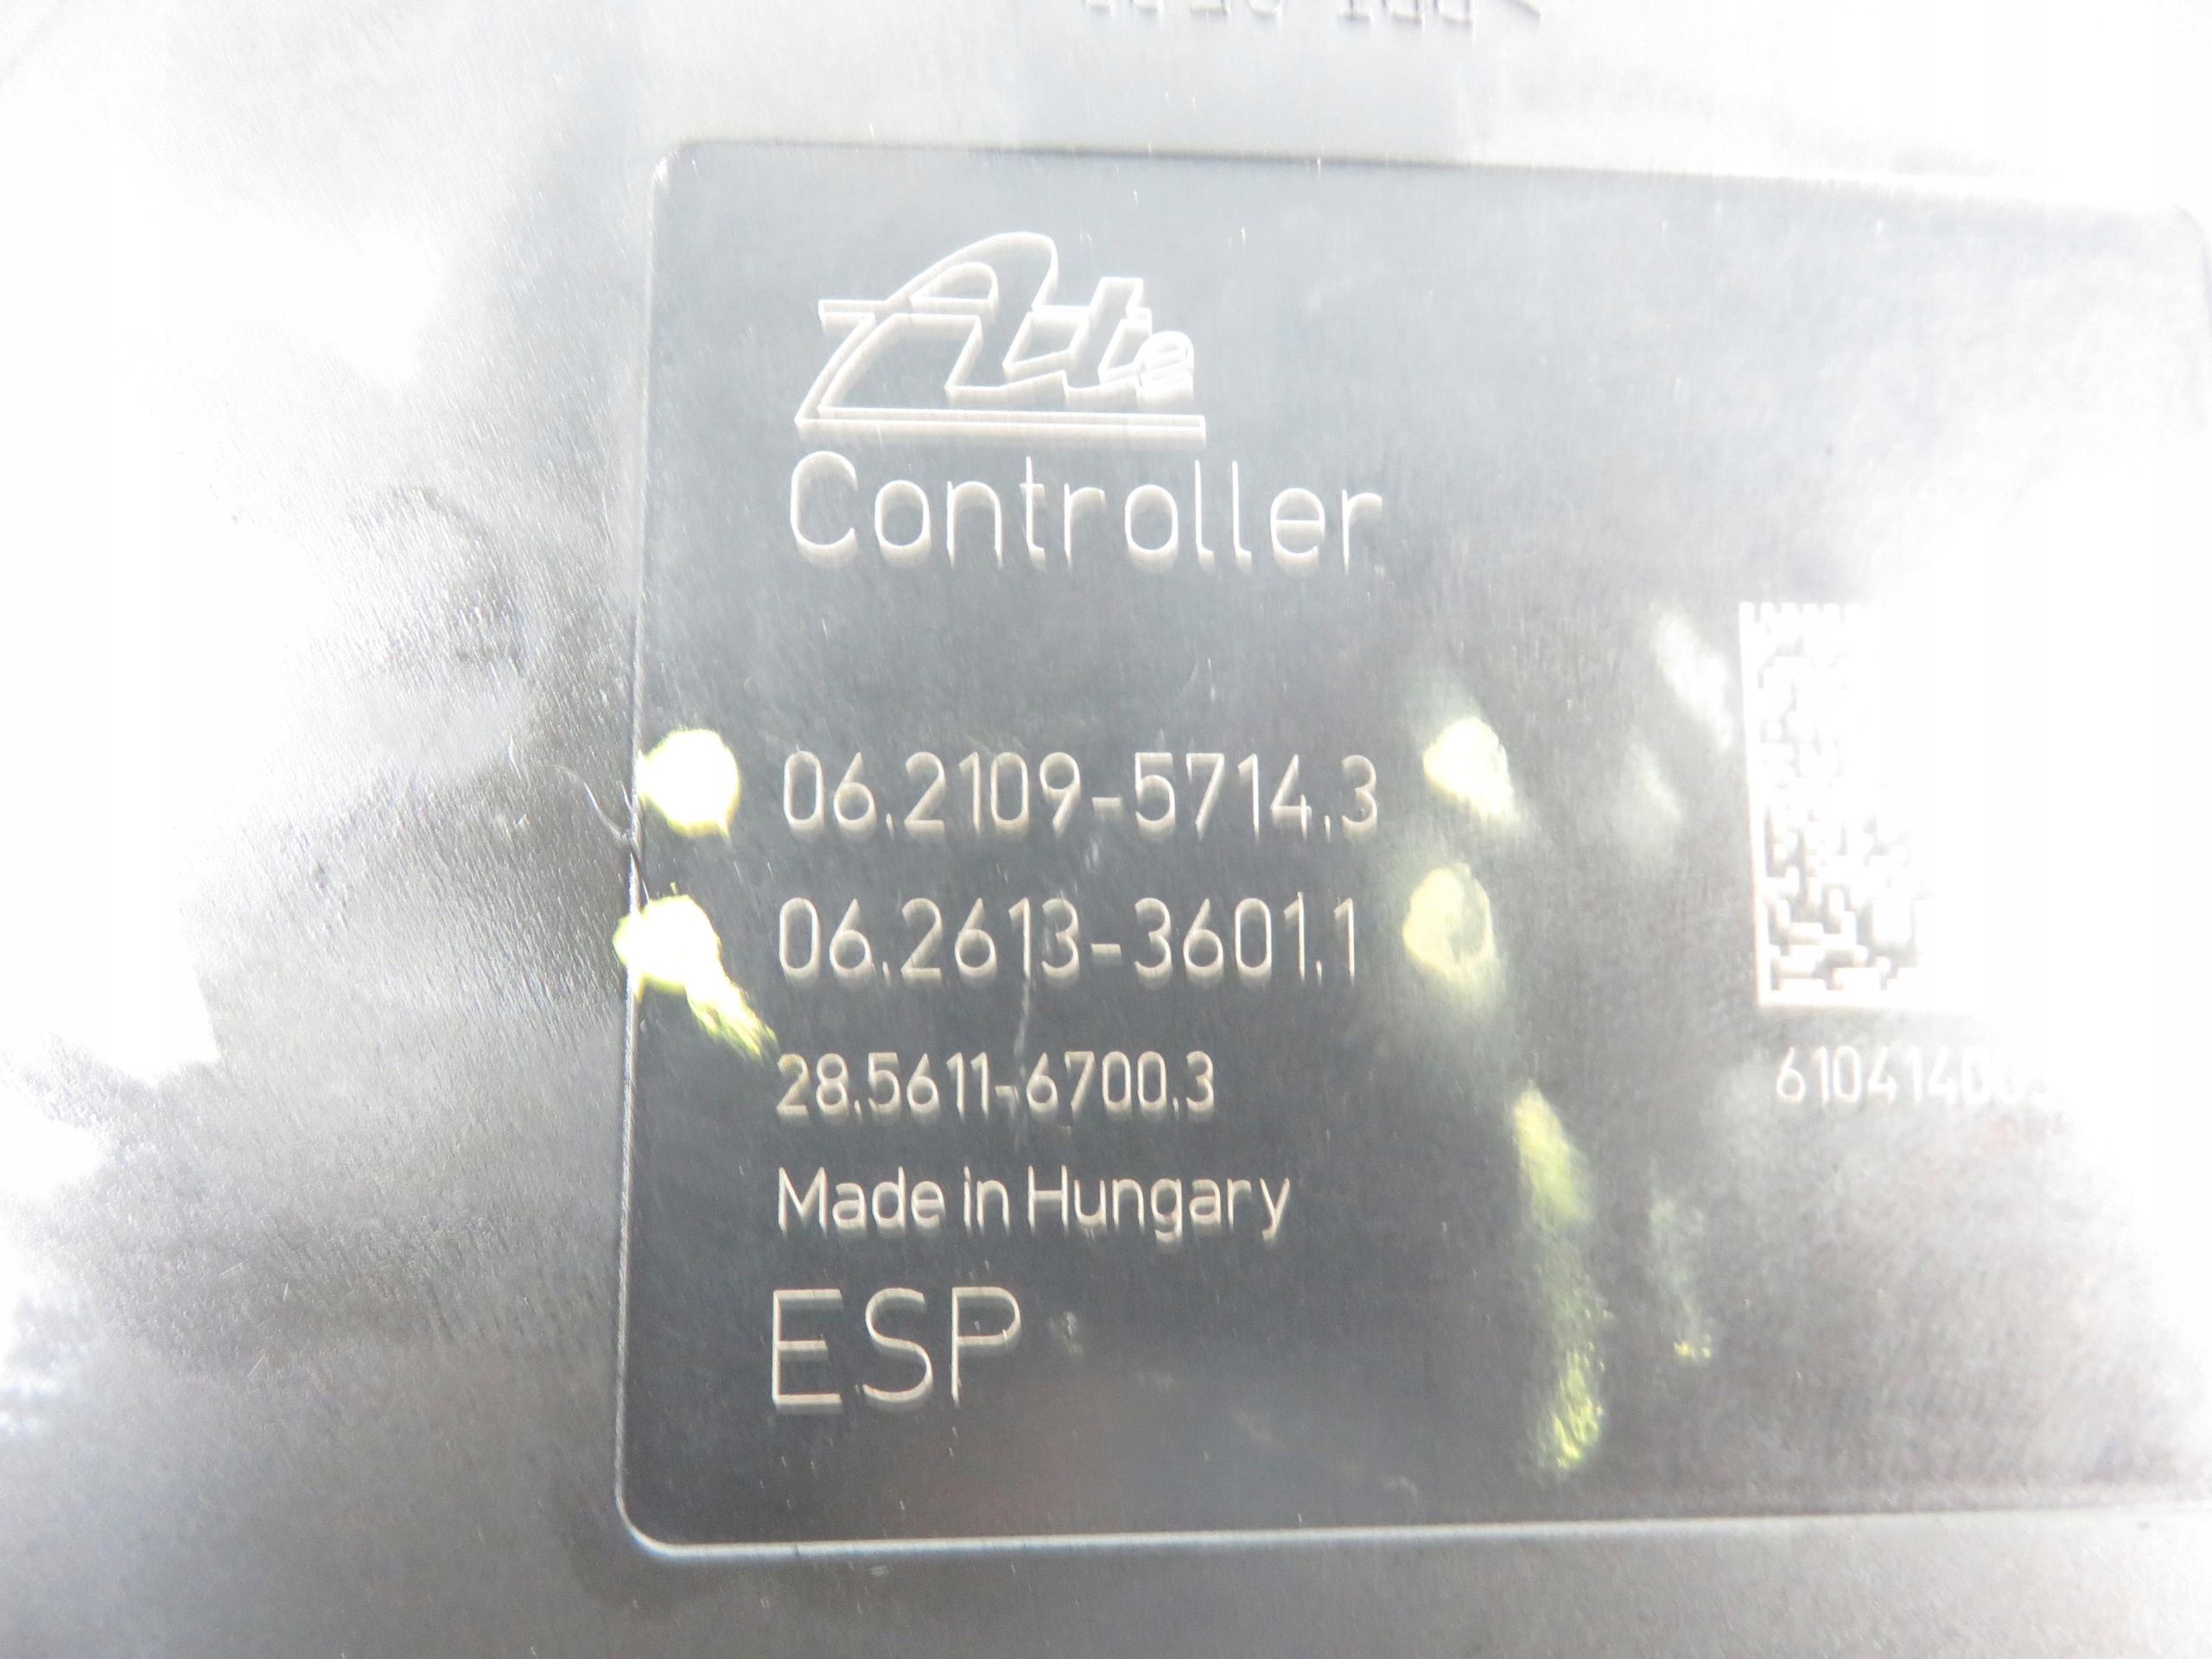 Ate
Controller
06.2109-5714.3
06.2613-3601.1
28.5611-6700.3
Made in Hungary
ESP